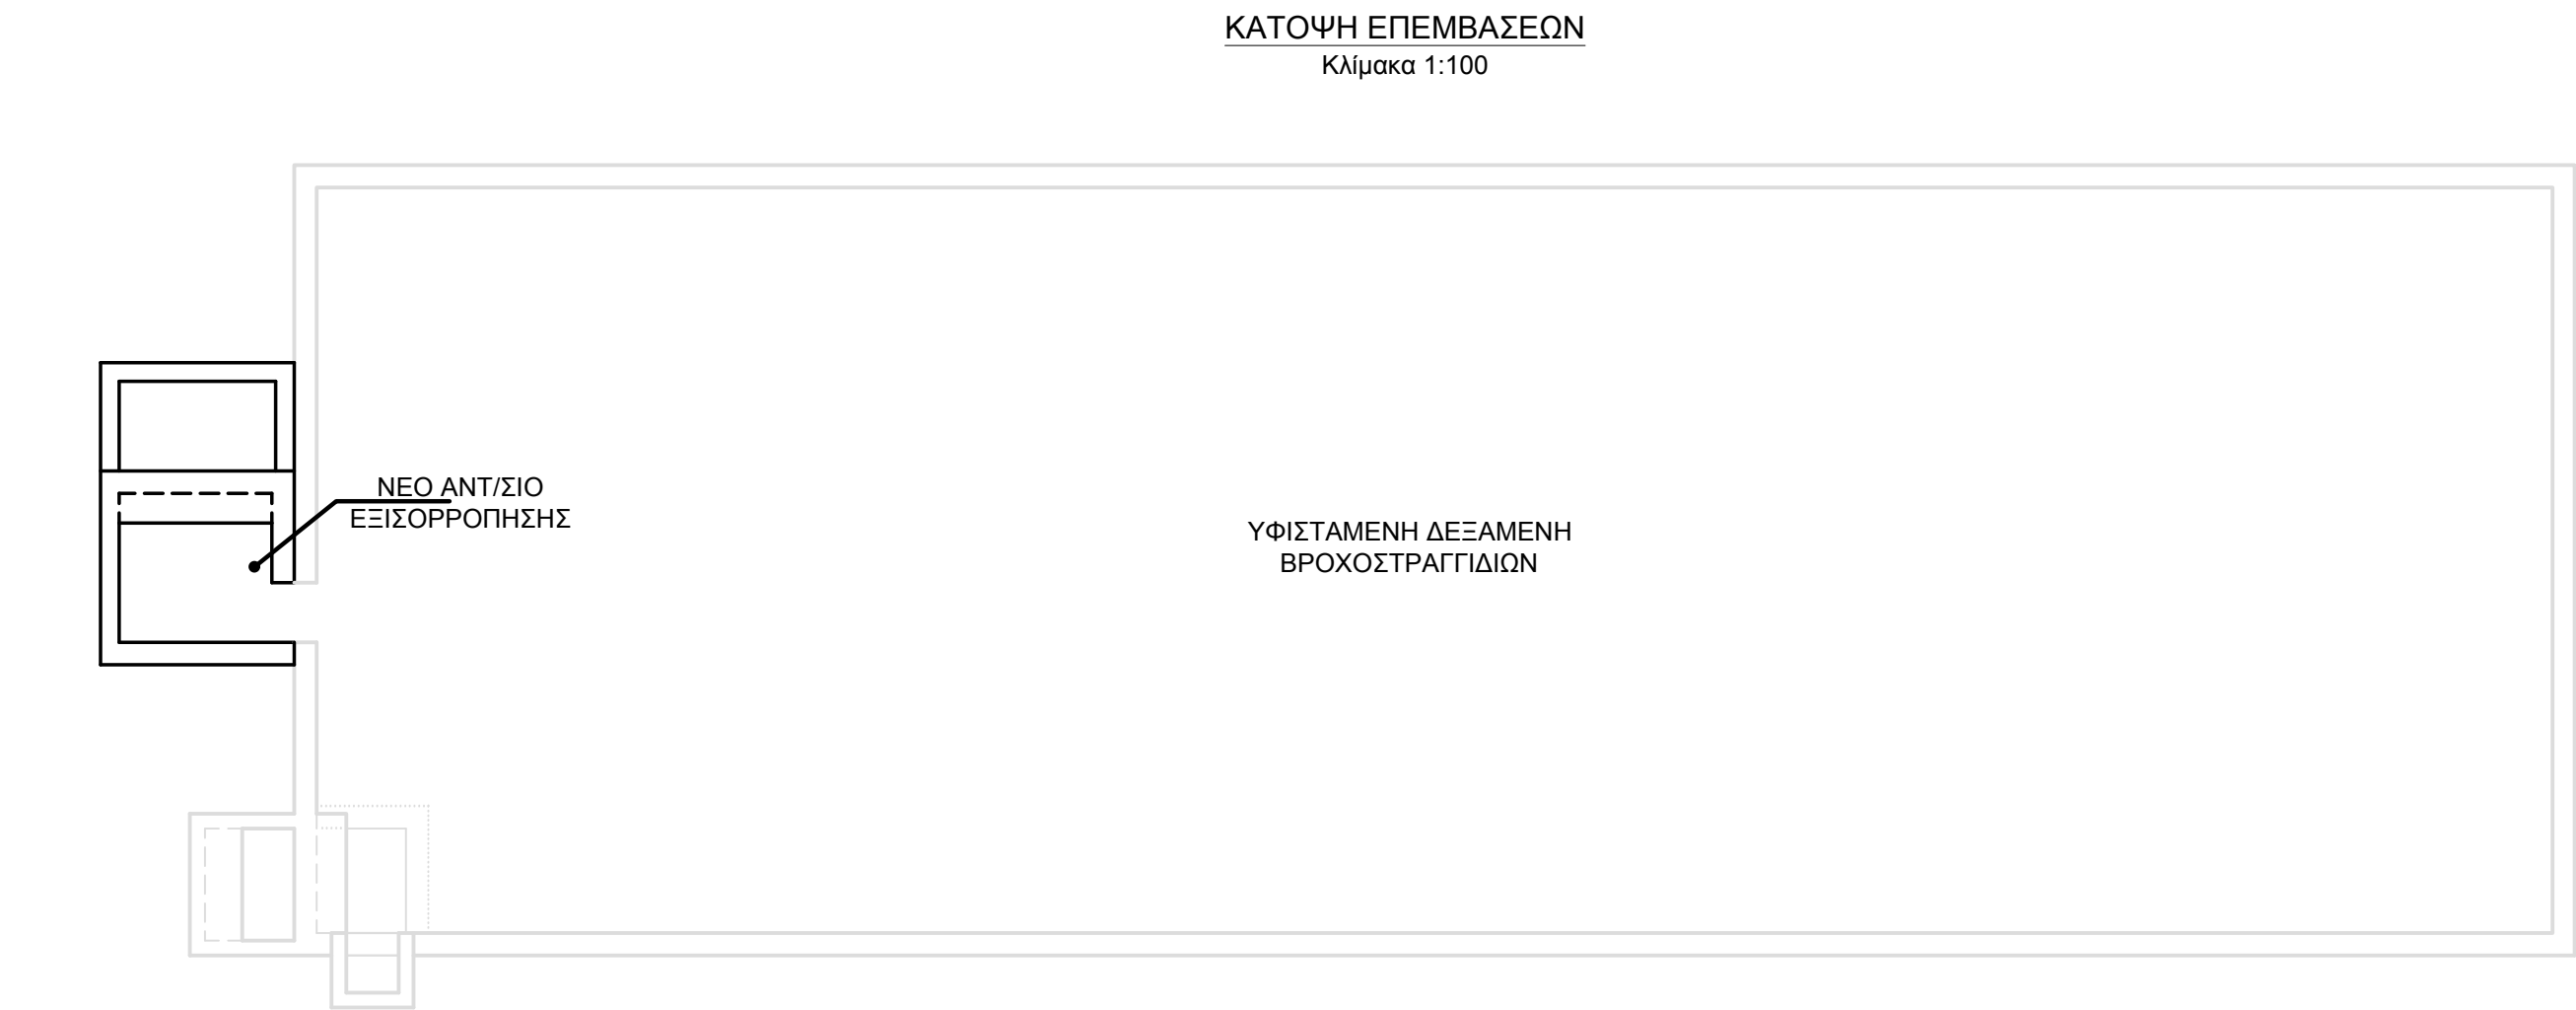 ΚΑΤΟΨΗ ΕΠΕΜΒΑΣΕΩΝ
Κλίμακα 1:100
ΝΕΟ ΑΝΤ/ΣΙΟ
ΕΞΙΣΟΡΡΟΠΗΣΗΣ
ΥΦΙΣΤΑΜΕΝΗ ΔΕΞΑΜΕΝΗ
ΒΡΟΧΟΣΤΡΑΓΓΙΔΙΩΝ